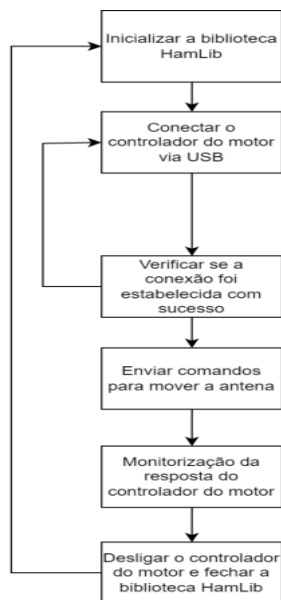 Inicializar a biblioteca
HamLib
Conectar o
controlador do motor
via USB
Verificar se a
conexão foi
estabelecida com
sucesso
Enviar comandos
para mover a antena
Monitorização da
resposta do
controlador do motor
Desligar o controlador
do motor e fechar a
biblioteca HamLib